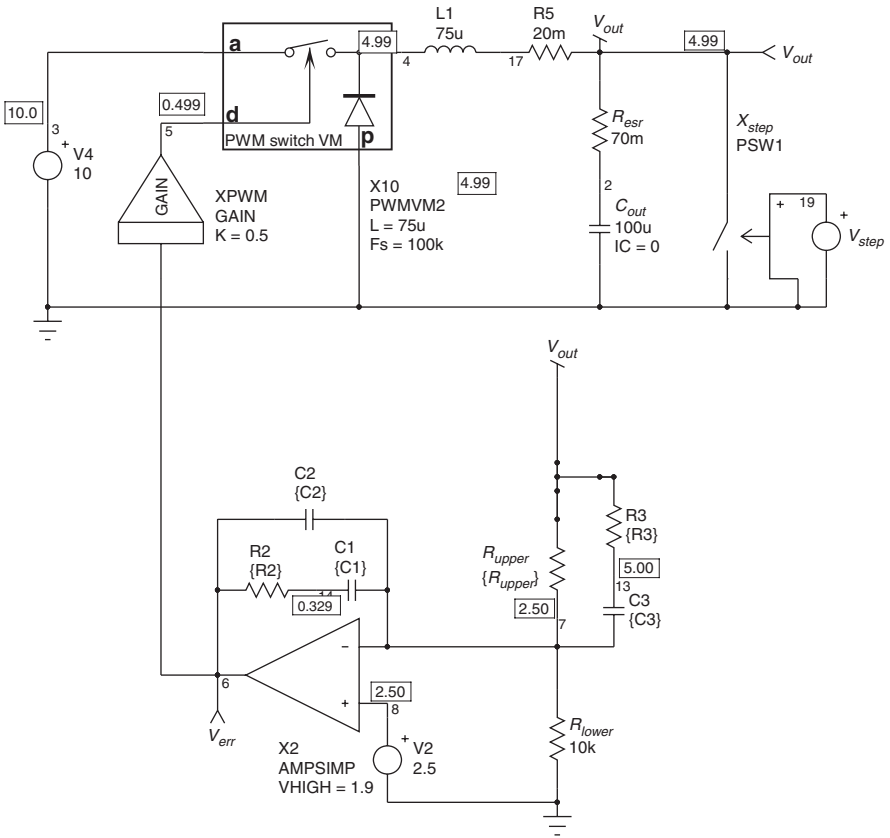 L1
75u
R5
20m
Vout
a
4.99
4
17
4.99
Vout
10.0
3
+
V4
10
0.499
5
d
PWM switch VM
p
Resr
70m
Xstep
PSW1
GAIN
XPWM
GAIN
K = 0.5
X10
PWMVM2
L = 75u
Fs = 100k
4.99
2
Cout
100u
IC = 0
+
19
+
Vstep
Vout
C2
{C2}
R2
{R2}
C1
{C1}
0.329
Rupper
{Rupper}
2.50
7
R3
{R3}
5.00
13
C3
{C3}
−
+
6
Verr
2.50
8
X2
AMPSIMP
VHIGH = 1.9
+
V2
2.5
Rlower
10k